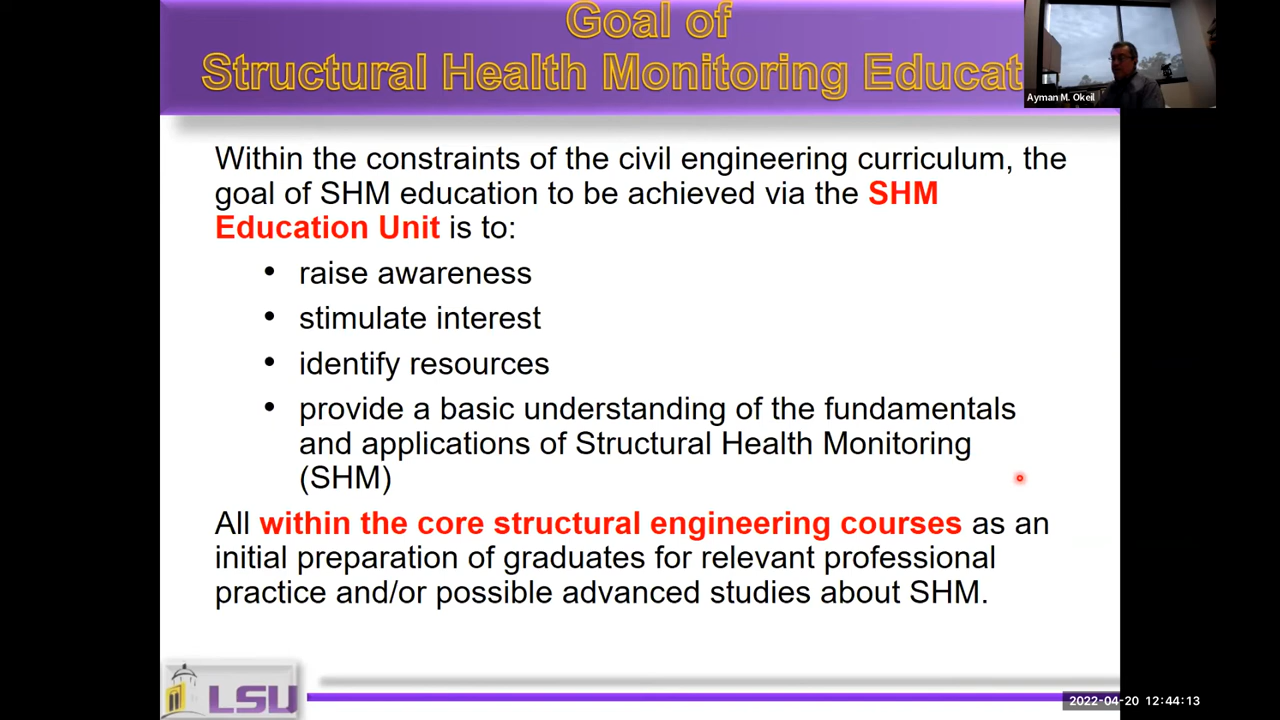 Goal of
Structural Health Monitoring Educat
Ayman M. Okeil
Within the constraints of the civil engineering curriculum, the
goal of SHM education to be achieved via the SHM
Education Unit is to:
• raise awareness
• stimulate interest
• identify resources
• provide a basic understanding of the fundamentals
and applications of Structural Health Monitoring
(SHM)
All within the core structural engineering courses as an
initial preparation of graduates for relevant professional
practice and/or possible advanced studies about SHM.
LSU
2022-04-20 12:44:13